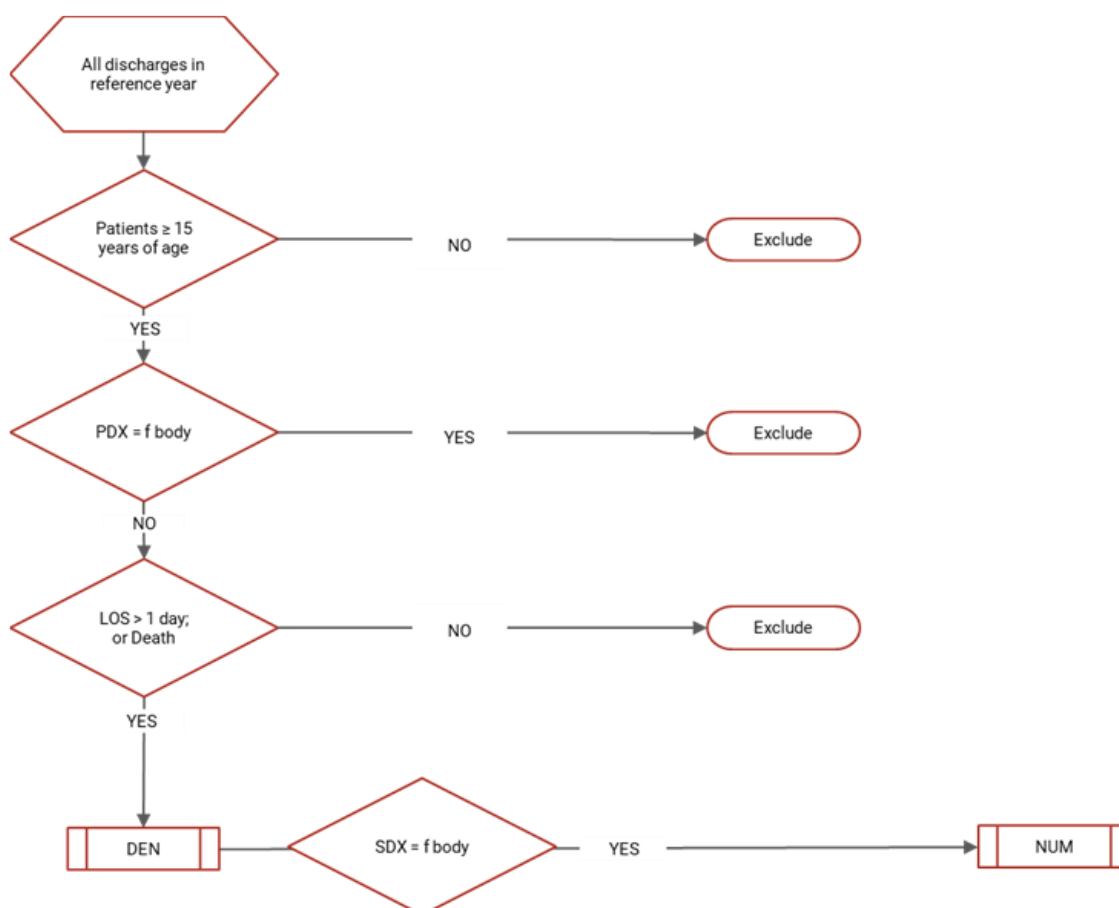 All discharges in
reference year
Patients ≥ 15
years of age
NO
Exclude
YES
PDX = f body
YES
Exclude
NO
LOS > 1 day;
or Death
NO
Exclude
YES
DEN
SDX = f body
YES
NUM